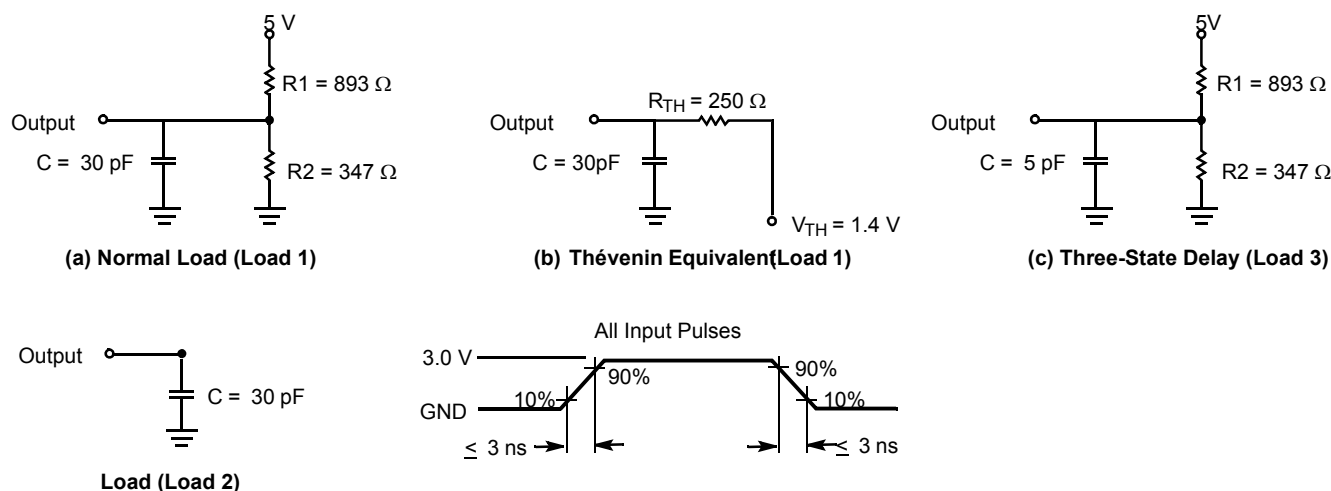 5 V
R1 = 893 Ω
Output
C = 30 pF
R2 = 347 Ω
(a) Normal Load (Load 1)
RTH = 250 Ω
Output
C = 30pF
VTH = 1.4 V
(b) Thévenin Equivalent(Load 1)
5V
R1 = 893 Ω
Output
C = 5 pF
R2 = 347 Ω
(c) Three-State Delay (Load 3)
Output
C = 30 pF
Load (Load 2)
All Input Pulses
3.0 V
90%
90%
10%
10%
GND
≤ 3 ns
≤ 3 ns